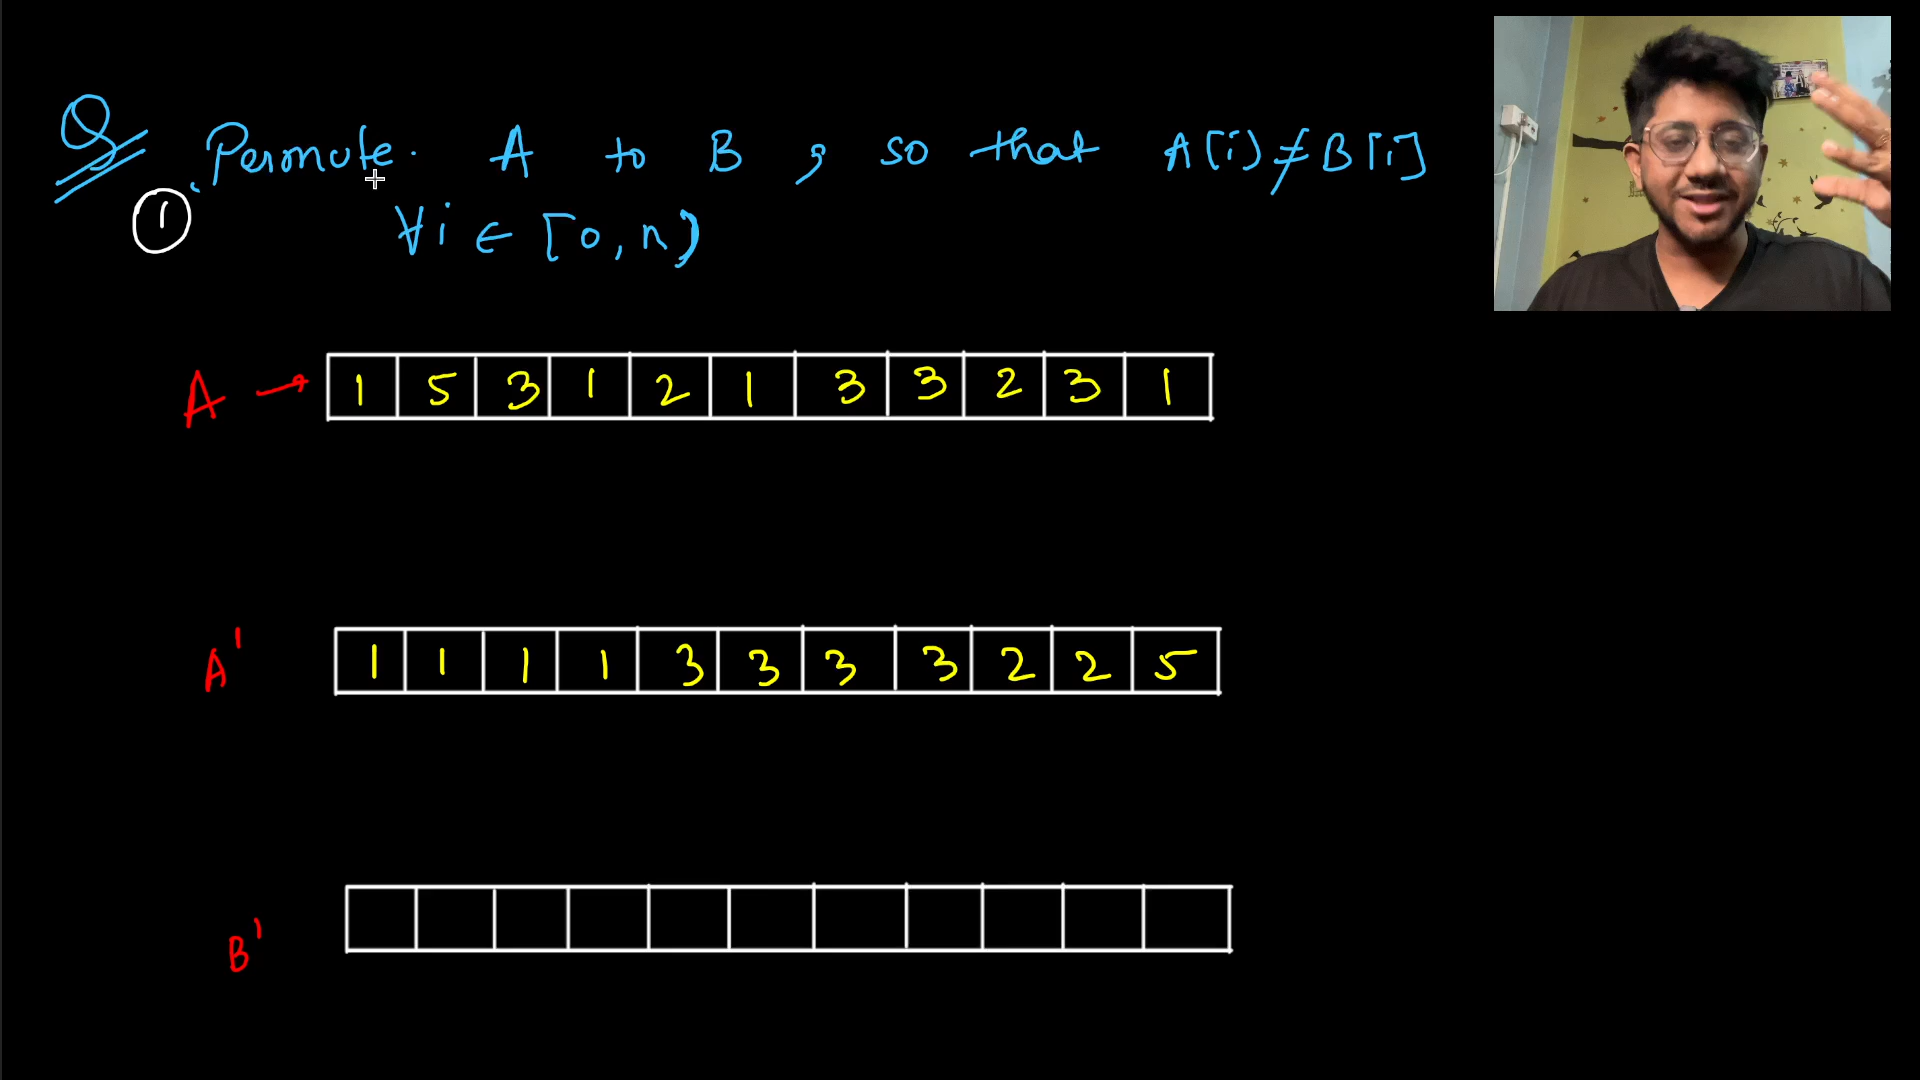 Q
① Permute. A to B , so that A[i] ≠ B[i]
∀i ∈ [0, n)
A → 1 5 3 1 2 1 3 3 2 3 1
A' 1 1 1 1 3 3 3 3 2 2 5
B'